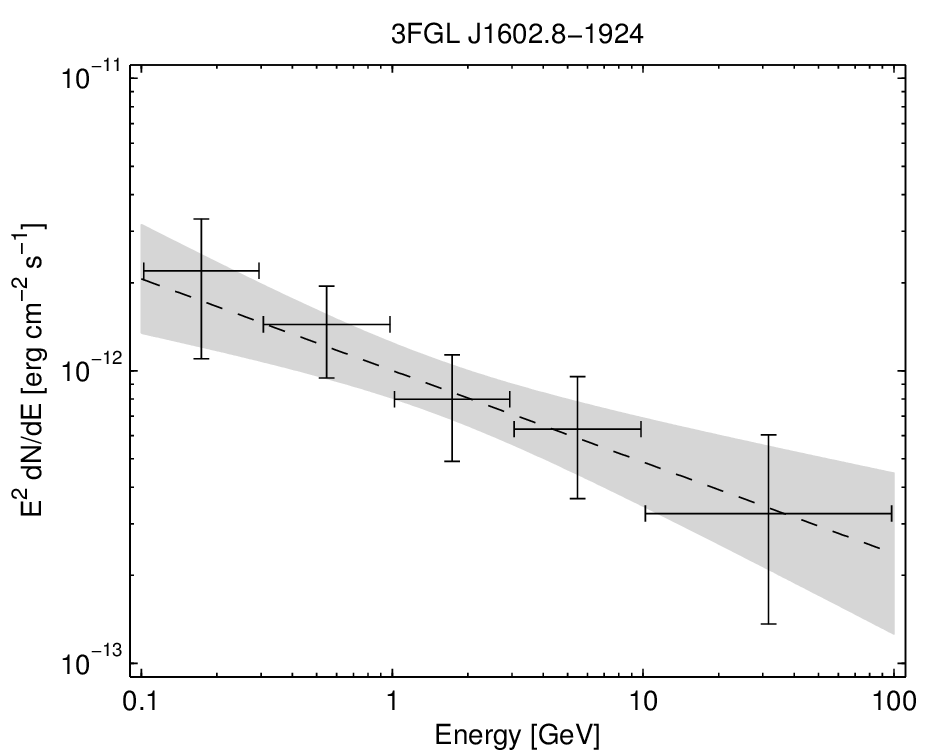 3FGL J1602.8−1924
E² dN/dE [erg cm⁻² s⁻¹]
10⁻¹¹
10⁻¹²
10⁻¹³
0.1 1 10 100
Energy [GeV]